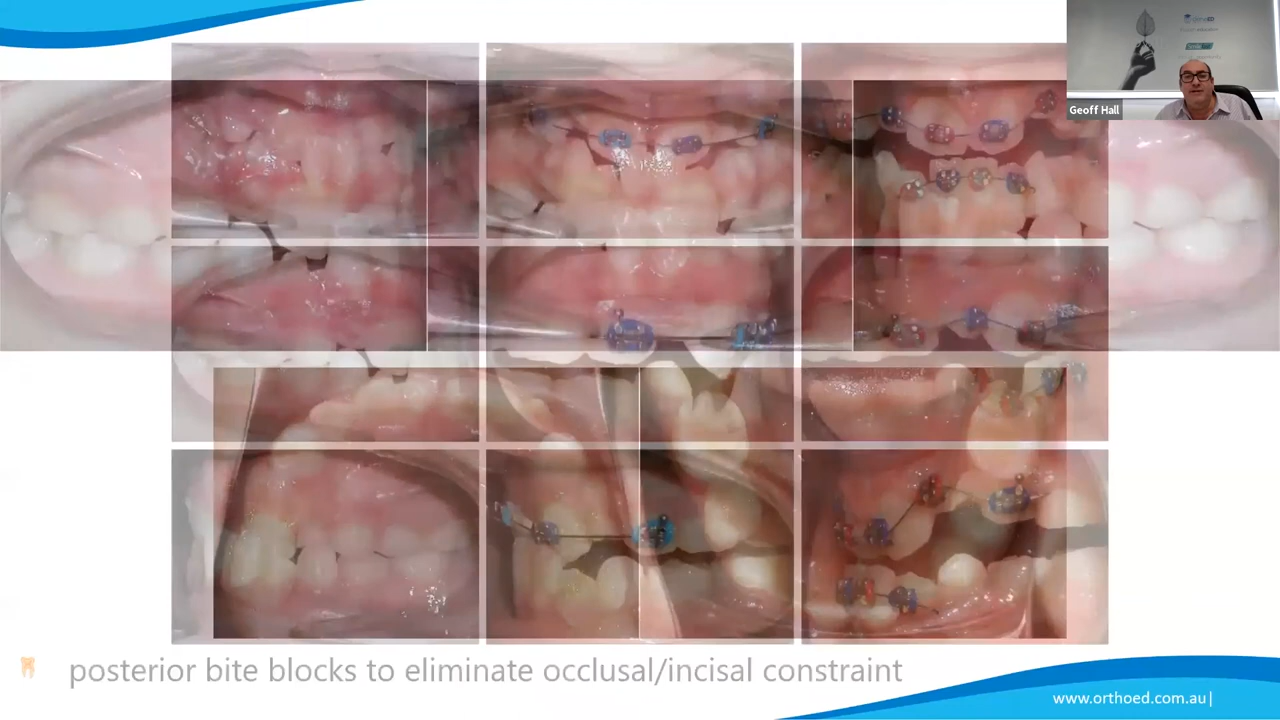 Geoff Hall
posterior bite blocks to eliminate occlusal/incisal constraint
www.orthoed.com.au|